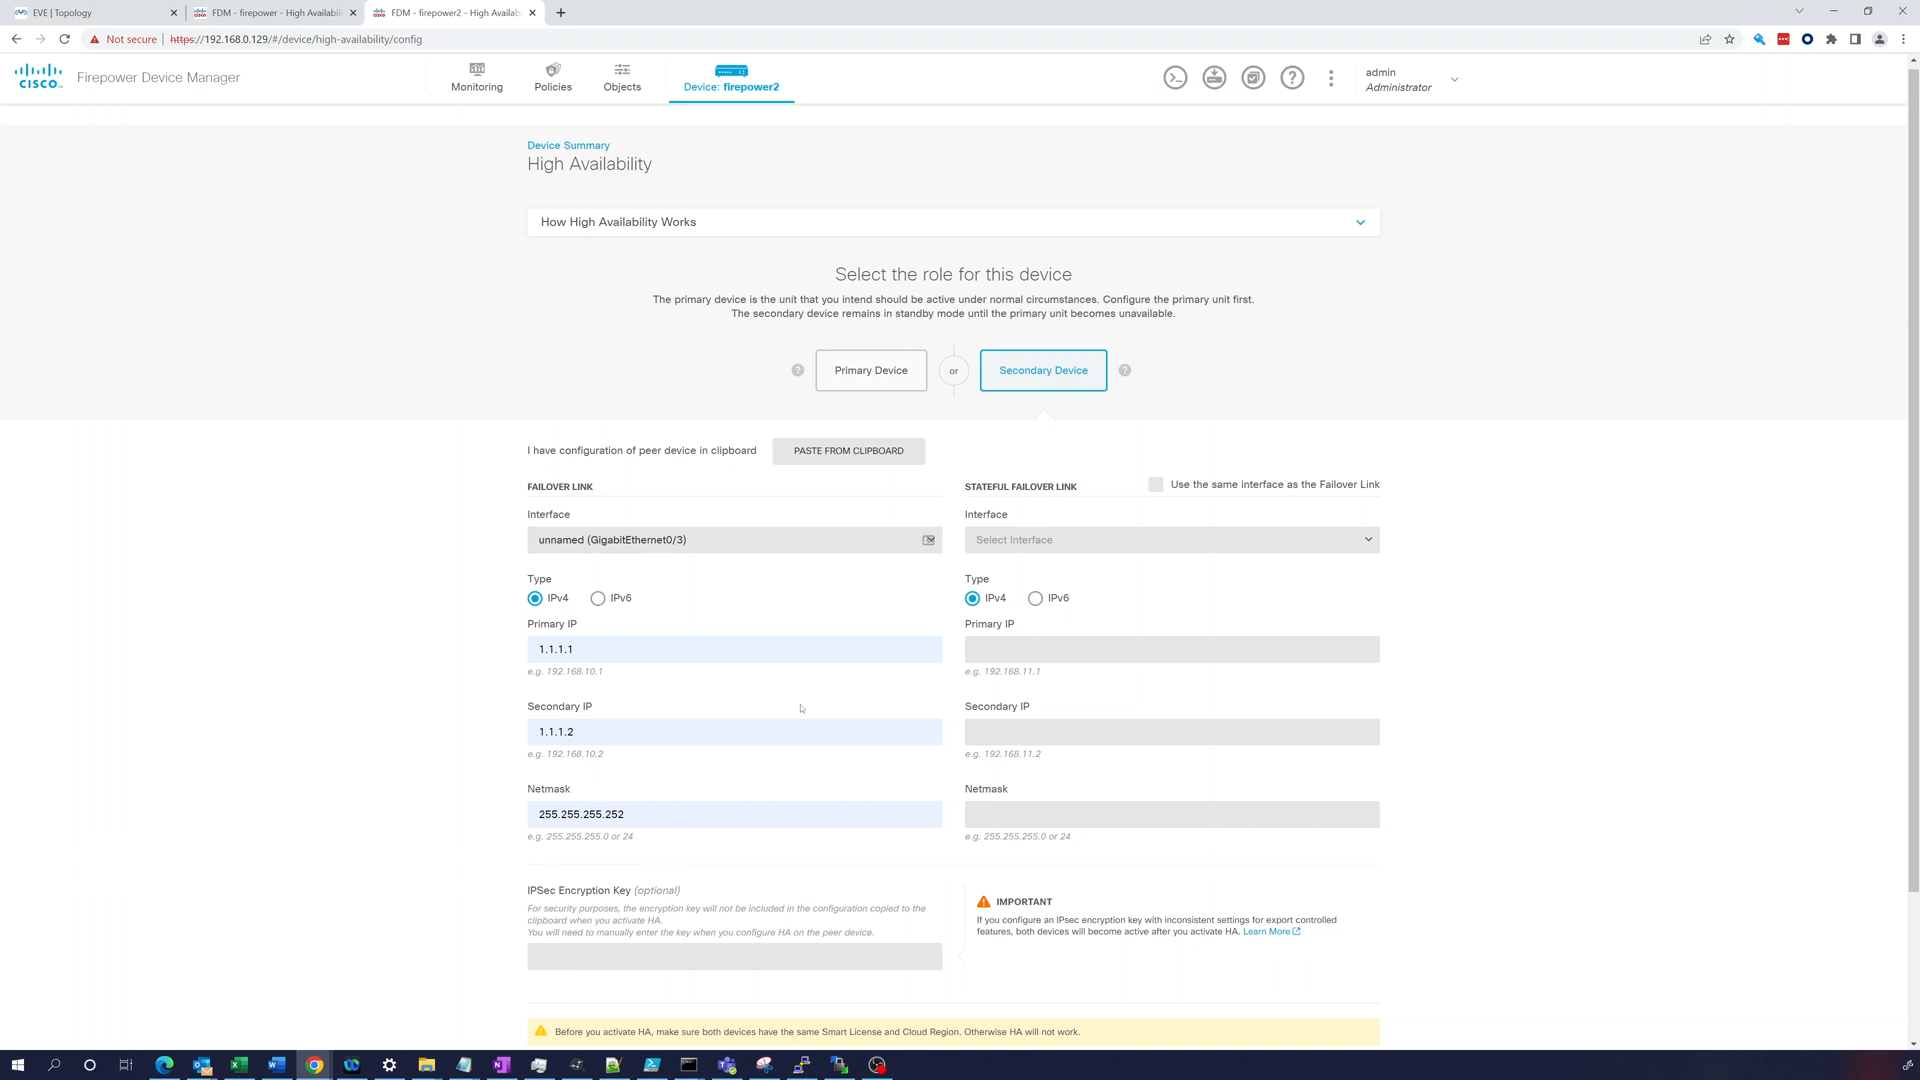 EVE | Topology
FDM - firepower - High Availabili
FDM - firepower2 - High Availab
Not secure
https://192.168.0.129/#/device/high-availability/config
CISCO
Firepower Device Manager
Monitoring
Policies
Objects
Device: firepower2
admin
Administrator
Device Summary
High Availability
How High Availability Works
Select the role for this device
The primary device is the unit that you intend should be active under normal circumstances. Configure the primary unit first.
The secondary device remains in standby mode until the primary unit becomes unavailable.
Primary Device
or
Secondary Device
I have configuration of peer device in clipboard
PASTE FROM CLIPBOARD
FAILOVER LINK
STATEFUL FAILOVER LINK
Use the same interface as the Failover Link
Interface
Interface
unnamed (GigabitEthernet0/3)
Select Interface
Type
Type
IPv4
IPv6
IPv4
IPv6
Primary IP
Primary IP
1.1.1.1
e.g. 192.168.10.1
e.g. 192.168.11.1
Secondary IP
Secondary IP
1.1.1.2
e.g. 192.168.10.2
e.g. 192.168.11.2
Netmask
Netmask
255.255.255.252
e.g. 255.255.255.0 or 24
e.g. 255.255.255.0 or 24
IPSec Encryption Key (optional)
For security purposes, the encryption key will not be included in the configuration copied to the
clipboard when you activate HA.
You will need to manually enter the key when you configure HA on the peer device.
IMPORTANT
If you configure an IPsec encryption key with inconsistent settings for export controlled
features, both devices will become active after you activate HA. Learn More
Before you activate HA, make sure both devices have the same Smart License and Cloud Region. Otherwise HA will not work.